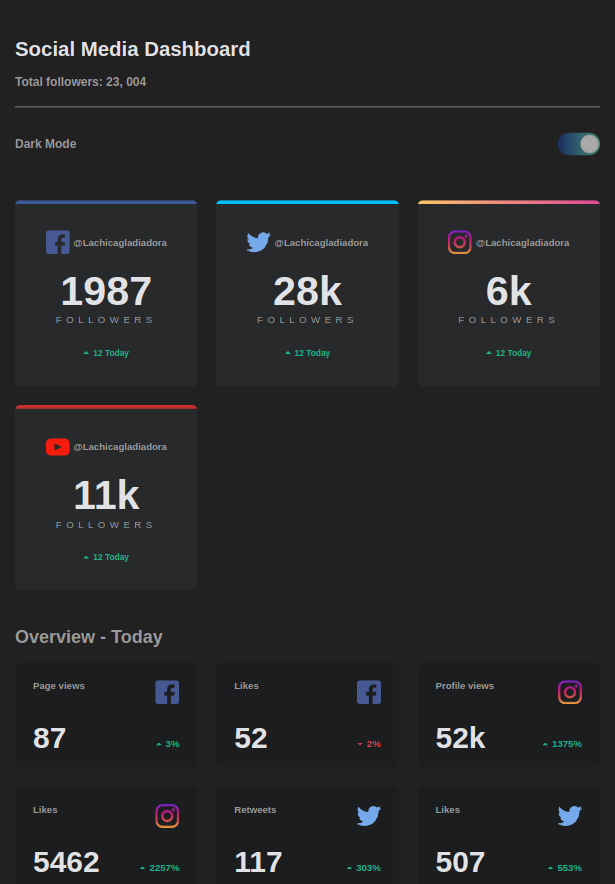 Social Media Dashboard
Total followers: 23, 004
Dark Mode
@Lachicagladiadora
1987
FOLLOWERS
12 Today
@Lachicagladiadora
28k
FOLLOWERS
12 Today
@Lachicagladiadora
6k
FOLLOWERS
12 Today
@Lachicagladiadora
11k
FOLLOWERS
12 Today
Overview - Today
Page views
87
3%
Likes
52
2%
Profile views
52k
1375%
Likes
5462
2257%
Retweets
117
303%
Likes
507
553%